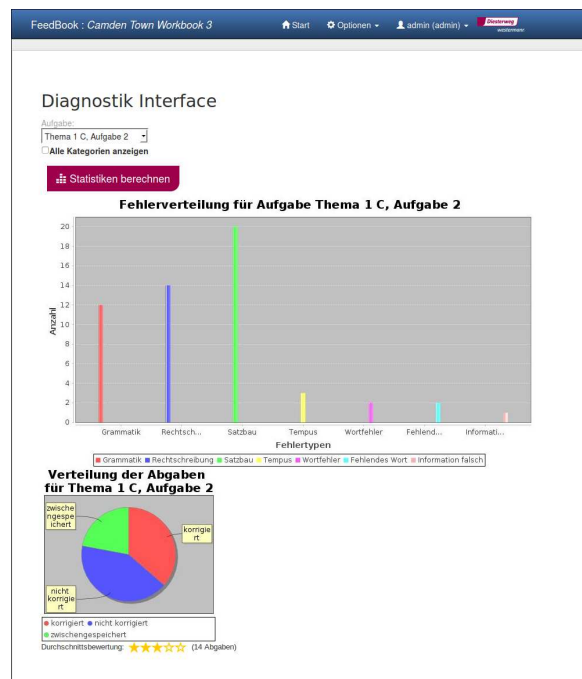 FeedBook : Camden Town Workbook 3
Start
Optionen
admin (admin)
Diesterweg
westermann
Diagnostik Interface
Aufgabe:
Thema 1 C, Aufgabe 2
Alle Kategorien anzeigen
Statistiken berechnen
Fehlerverteilung für Aufgabe Thema 1 C, Aufgabe 2
20
18
16
14
12
10
8
6
4
2
0
Anzahl
Grammatik Rechtsch... Satzbau Tempus Wortfehler Fehlend... Informati...
Fehlertypen
Grammatik Rechtschreibung Satzbau Tempus Wortfehler Fehlendes Wort Information falsch
Verteilung der Abgaben
für Thema 1 C, Aufgabe 2
zwische
ngespe
ichert
korrigie
rt
nicht
korrigie
rt
korrigiert nicht korrigiert
zwischengespeichert
Durchschnittsbewertung: (14 Abgaben)